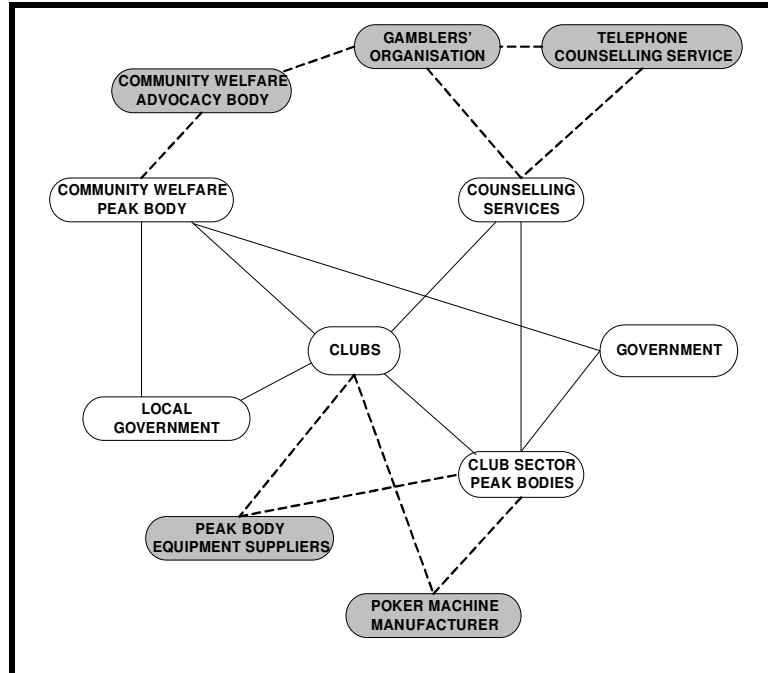 GAMBLERS'
ORGANISATION
TELEPHONE
COUNSELLING SERVICE
COMMUNITY WELFARE
ADVOCACY BODY
COMMUNITY WELFARE
PEAK BODY
COUNSELLING
SERVICES
CLUBS
GOVERNMENT
LOCAL
GOVERNMENT
CLUB SECTOR
PEAK BODIES
PEAK BODY
EQUIPMENT SUPPLIERS
POKER MACHINE
MANUFACTURER